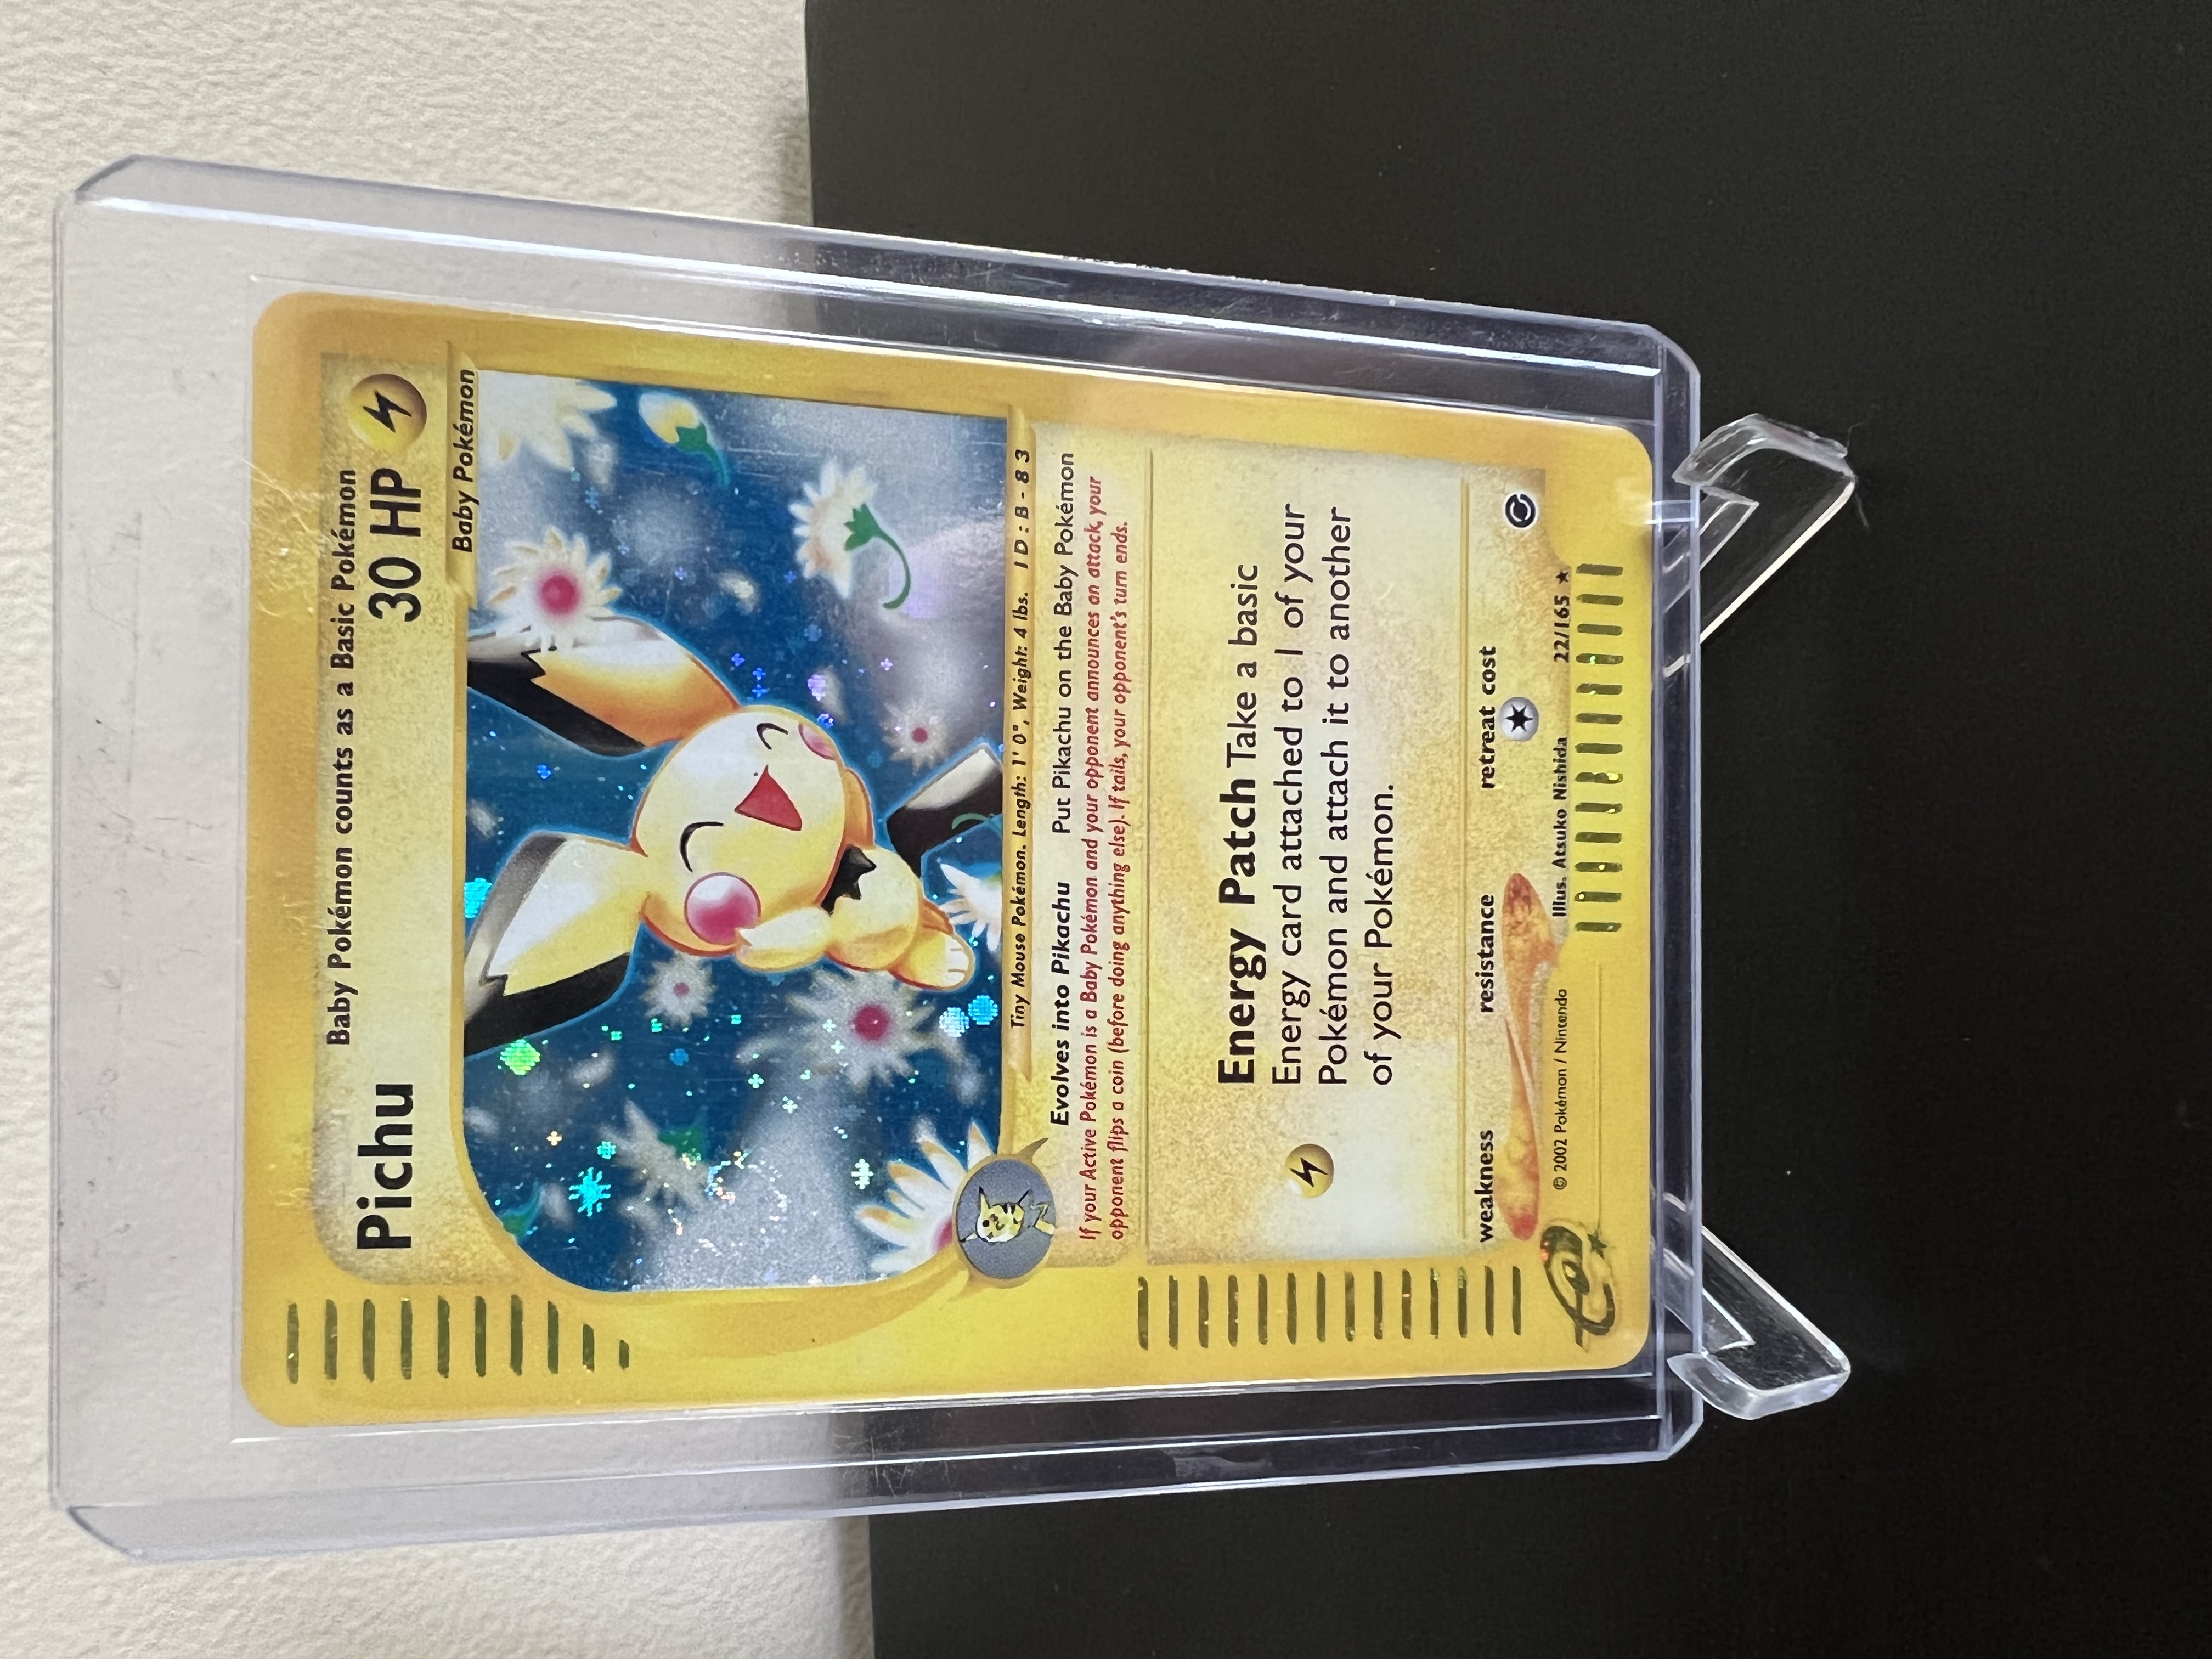 Baby Pokémon counts as a Basic Pokémon
Pichu
30 HP
Baby Pokémon
Tiny Mouse Pokémon. Length: 1' 0", Weight: 4 lbs. ID:B-83
Evolves into Pikachu Put Pikachu on the Baby Pokémon
If your Active Pokémon is a Baby Pokémon and your opponent announces an attack, your
opponent flips a coin (before doing anything else). If tails, your opponent's turn ends.
Energy Patch Take a basic
Energy card attached to 1 of your
Pokémon and attach it to another
of your Pokémon.
weakness resistance retreat cost
e
© 2002 Pokémon / Nintendo Illus. Atsuko Nishida 22/165 ★